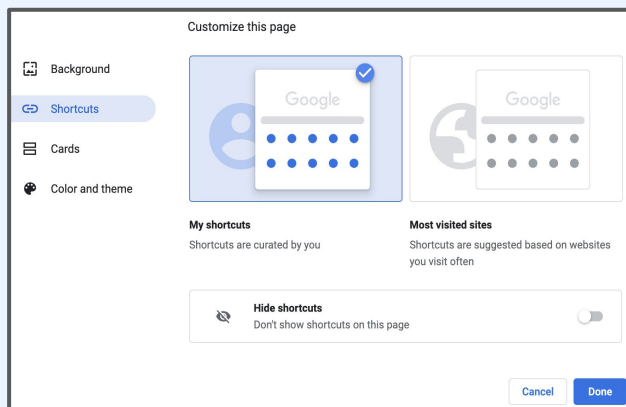 Customize this page
Background
Shortcuts
Cards
Color and theme
Google
Google
My shortcuts
Shortcuts are curated by you
Most visited sites
Shortcuts are suggested based on websites
you visit often
Hide shortcuts
Don't show shortcuts on this page
Cancel
Done